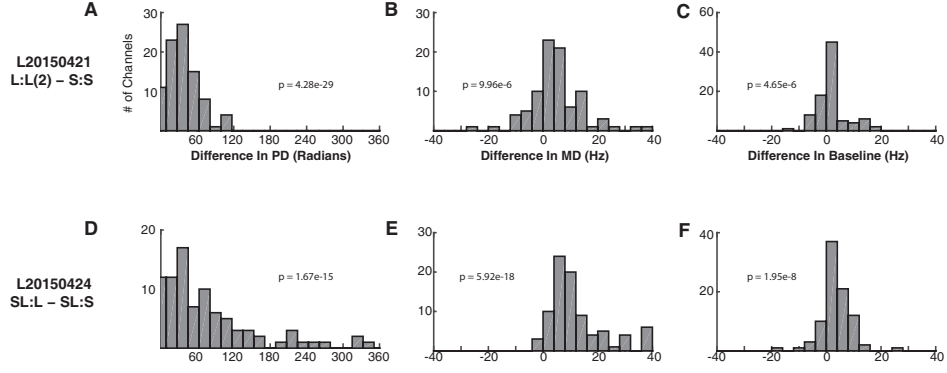 A
B
C
L20150421
L:L(2) – S:S
# of Channels
30
20
10
p = 4.28e-29
60 120 180 240 300 360
Difference In PD (Radians)
30
20
10
p = 9.96e-6
-40 -20 0 20 40
Difference In MD (Hz)
60
40
20
p = 4.65e-6
-40 -20 0 20 40
Difference In Baseline (Hz)
D
E
F
L20150424
SL:L – SL:S
20
10
p = 1.67e-15
60 120 180 240 300 360
30
20
10
p = 5.92e-18
-40 -20 0 20 40
40
20
p = 1.95e-8
-40 -20 0 20 40